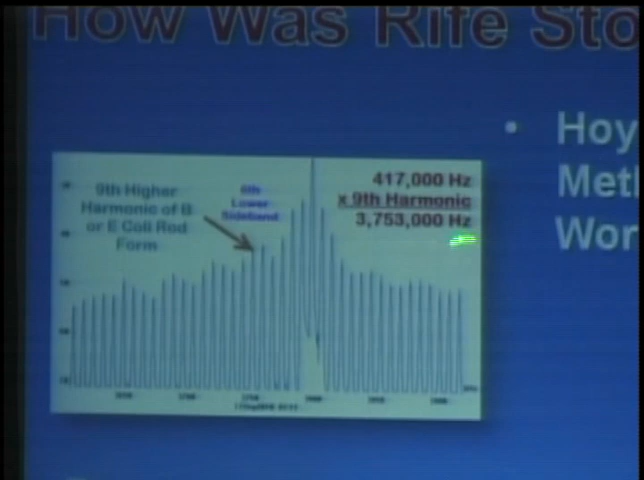 How Was Rife Sto
• Hoy
Met
Wor
9th Higher
Harmonic of B
or E Coli Rod
Form
6th
Lower
Sideband
417,000 Hz
x 9th Harmonic
3,753,000 Hz